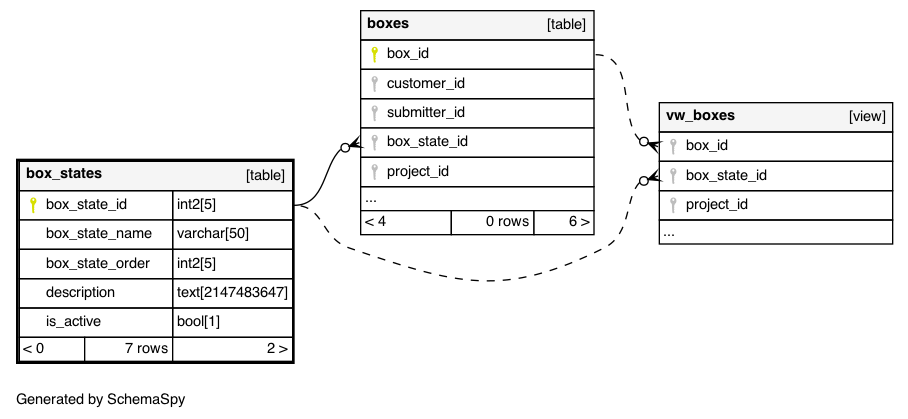 boxes [table]
box_id
customer_id
submitter_id
box_state_id
project_id
...
< 4 0 rows 6 >
vw_boxes [view]
box_id
box_state_id
project_id
...
box_states [table]
box_state_id int2[5]
box_state_name varchar[50]
box_state_order int2[5]
description text[2147483647]
is_active bool[1]
< 0 7 rows 2 >
Generated by SchemaSpy